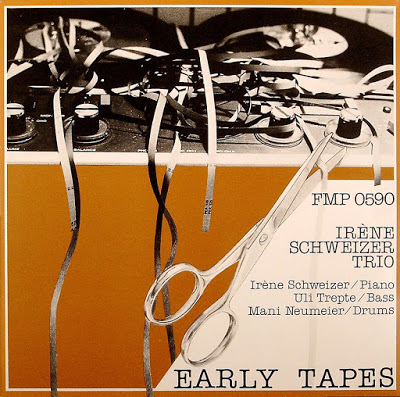 FMP 0590
IRÈNE
SCHWEIZER
TRIO
Irène Schweizer/Piano
Uli Trepte/Bass
Mani Neumeier/Drums
EARLY TAPES